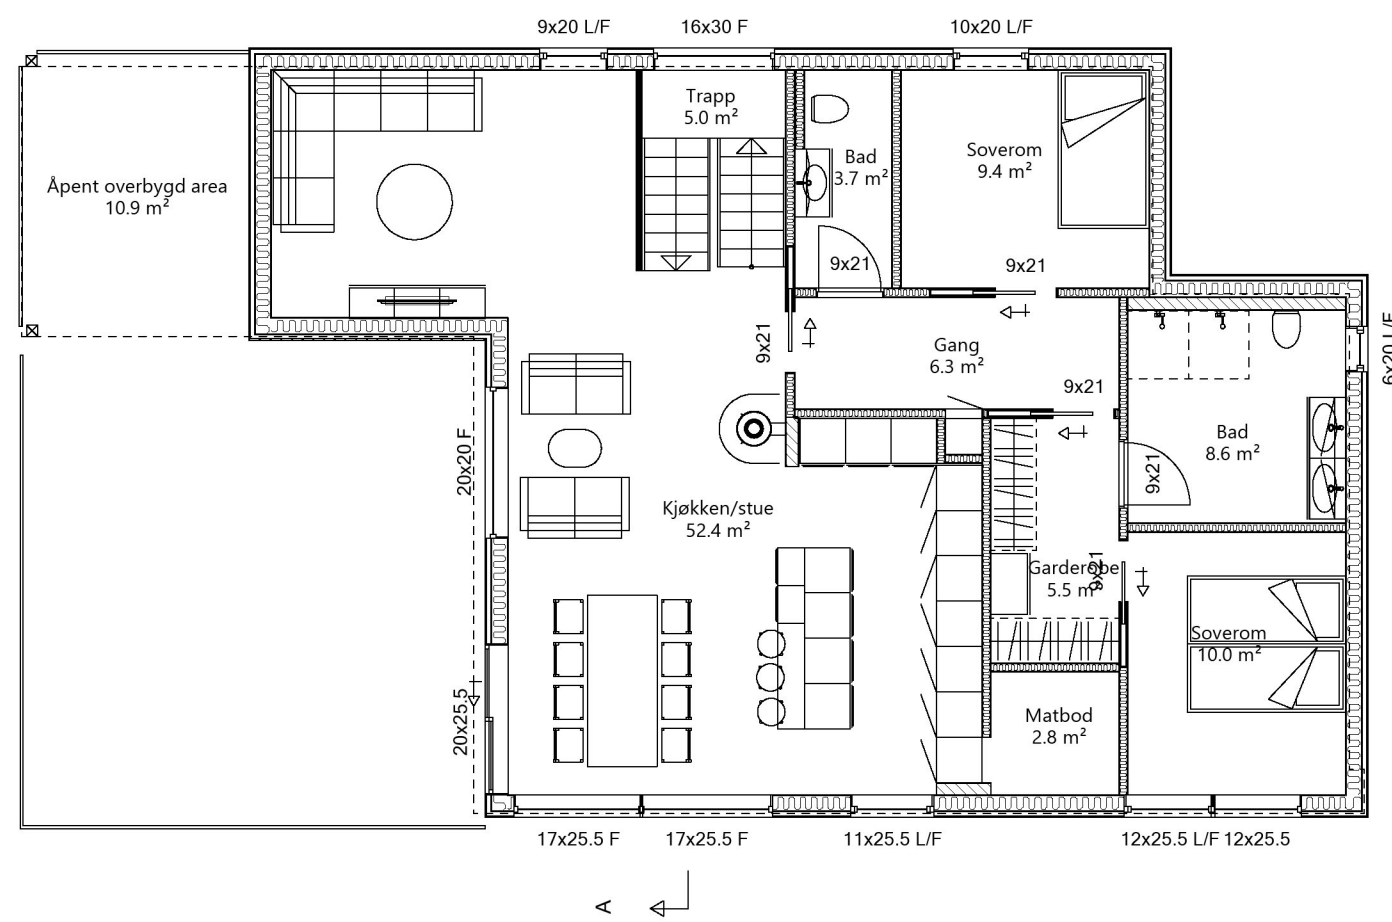 9x20 L/F
16x30 F
10x20 L/F
Trapp
5.0 m²
Bad
3.7 m²
Soverom
9.4 m²
Åpent overbygd area
10.9 m²
9x21
9x21
9x21
Gang
6.3 m²
6x20 L/F
9x21
20x20 F
Bad
8.6 m²
9x21
Kjøkken/stue
52.4 m²
Garderobe
5.5 m²
9x21
Soverom
10.0 m²
20x25.5
Matbod
2.8 m²
17x25.5 F
17x25.5 F
11x25.5 L/F
12x25.5 L/F
12x25.5
A